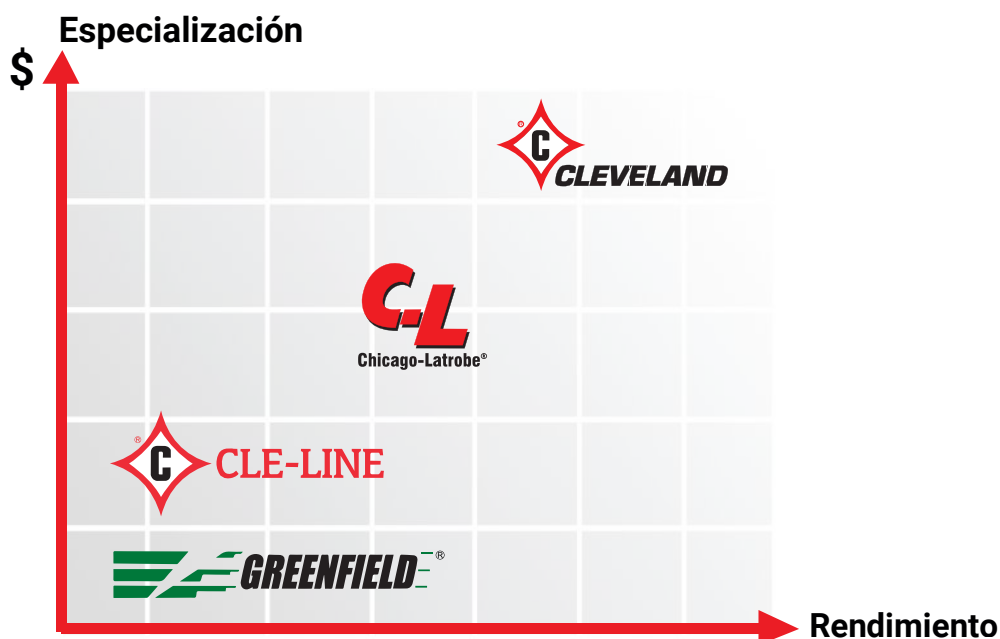 Especialización
$
®
C
CLEVELAND
C-L
Chicago-Latrobe®
®
C
CLE-LINE
GREENFIELD®
Rendimiento